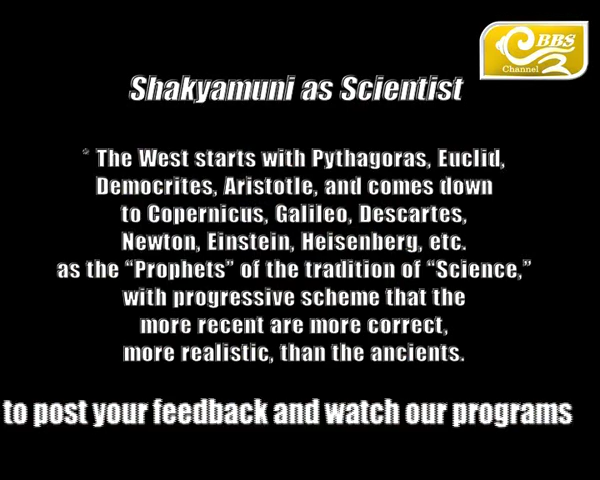 BBS
Channel 2
Shakyamuni as Scientist
* The West starts with Pythagoras, Euclid,
Democrites, Aristotle, and comes down
to Copernicus, Galileo, Descartes,
Newton, Einstein, Heisenberg, etc.
as the “Prophets” of the tradition of “Science,”
with progressive scheme that the
more recent are more correct,
more realistic, than the ancients.
to post your feedback and watch our programs